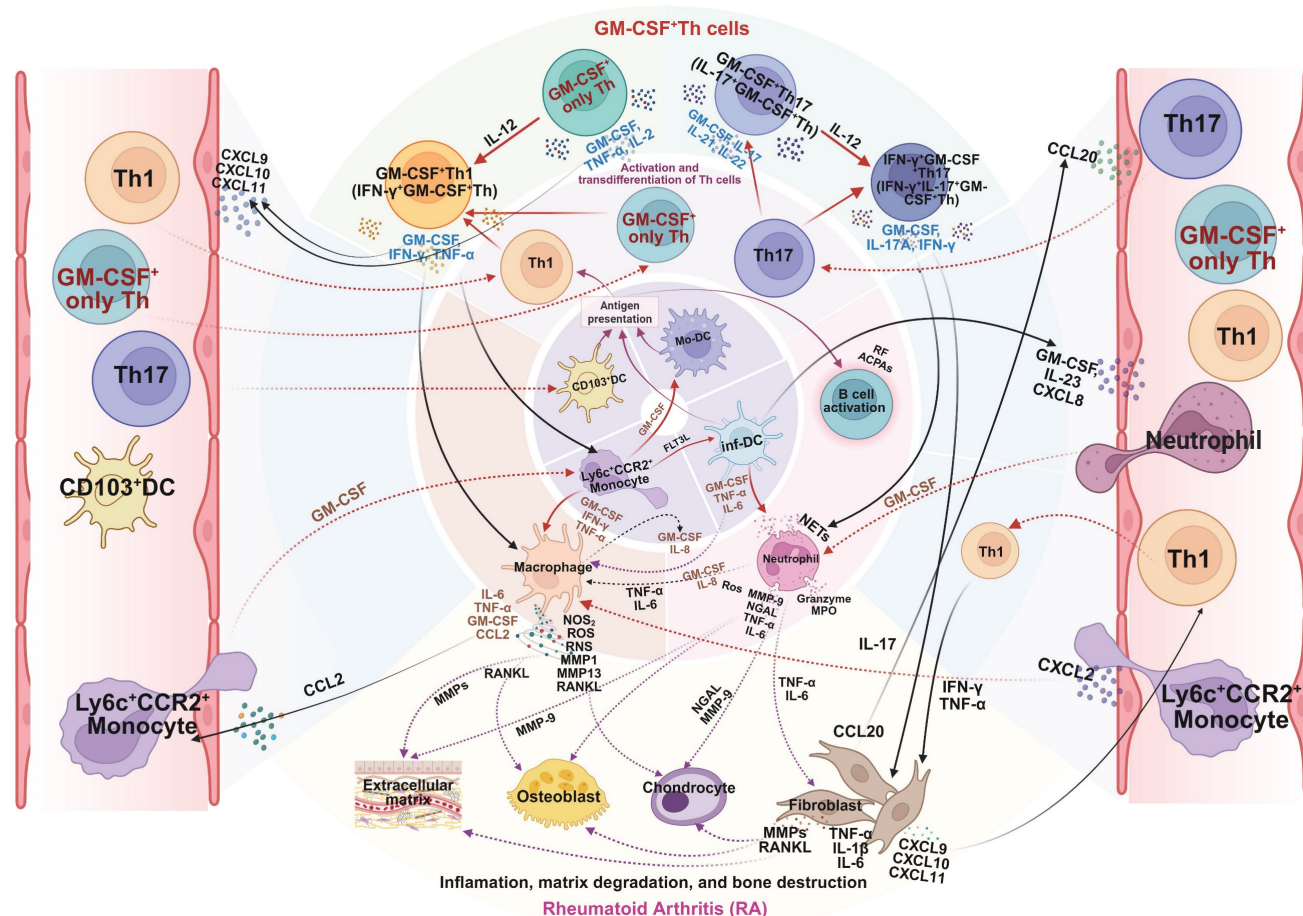 GM-CSF⁺Th cells
GM-CSF⁺
only Th
GM-CSF,
TNF-α, IL-2
IL-12
GM-CSF⁺Th1
(IFN-γ⁺GM-CSF⁺Th)
GM-CSF,
IFN-γ, TNF-α
GM-CSF⁺Th17
(IL-17⁺GM-CSF⁺Th)
GM-CSF, IL-17
IL-21, IL-22
IL-12
IFN-γ⁺GM-CSF
⁺Th17
(IFN-γ⁺IL-17⁺GM-
CSF⁺Th)
GM-CSF,
IL-17A, IFN-γ
Activation and
transdifferentiation of Th cells
GM-CSF⁺
only Th
Th1
Th17
CXCL9
CXCL10
CXCL11
Th1
GM-CSF⁺
only Th
Th17
CD103⁺DC
Ly6c⁺CCR2⁺
Monocyte
GM-CSF
CCL2
Antigen
presentation
Mo-DC
CD103⁺DC
GM-CSF
Ly6c⁺CCR2⁺
Monocyte
FLT3L
inf-DC
RF
ACPAs
B cell
activation
GM-CSF
TNF-α
IL-6
GM-CSF
IFN-γ
TNF-α
GM-CSF
IL-8
Macrophage
NETs
Neutrophil
GM-CSF
IL-8
TNF-α
IL-6
Ros
MMP-9
NGAL
TNF-α
IL-6
Granzyme
MPO
IL-6
TNF-α
GM-CSF
CCL2
NOS₂
ROS
RNS
MMP1
MMP13
RANKL
MMPs
RANKL
MMP-9
NGAL
MMP-9
TNF-α
IL-6
CCL20
GM-CSF,
IL-23
CXCL8
Th17
GM-CSF⁺
only Th
Th1
Neutrophil
GM-CSF
Th1
Th1
CXCL2
Ly6c⁺CCR2⁺
Monocyte
IL-17
IFN-γ
TNF-α
CCL20
Extracellular
matrix
Osteoblast
Chondrocyte
Fibroblast
MMPs
RANKL
TNF-α
IL-1β
IL-6
CXCL9
CXCL10
CXCL11
Inflamation, matrix degradation, and bone destruction
Rheumatoid Arthritis (RA)